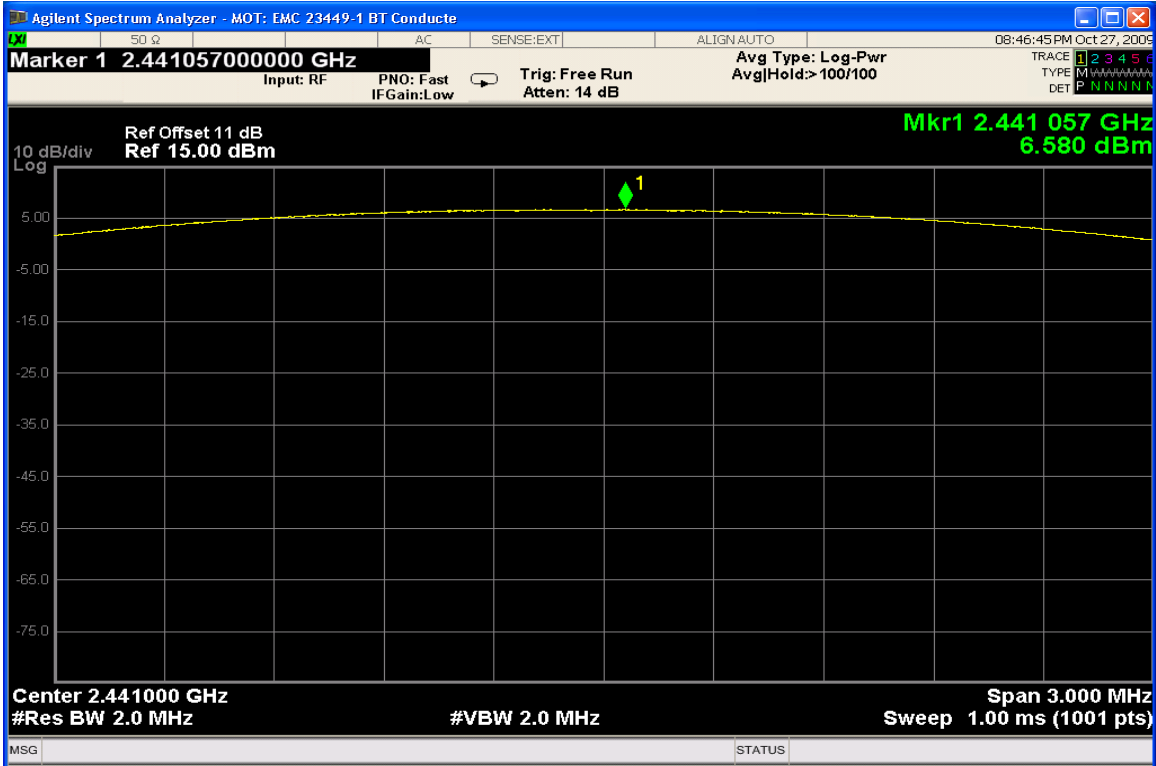 Agilent Spectrum Analyzer - MOT: EMC 23449-1 BT Conducte
LXI 50 Ω AC SENSE:EXT ALIGN AUTO 08:46:45 PM Oct 27, 2009
Marker 1 2.441057000000 GHz
Input: RF
PNO: Fast
IFGain:Low
Trig: Free Run
Atten: 14 dB
Avg Type: Log-Pwr
Avg|Hold:>100/100
TRACE 1 2 3 4 5 6
TYPE M WWWWW
DET P N N N N N
Mkr1 2.441 057 GHz
6.580 dBm
Ref Offset 11 dB
10 dB/div Ref 15.00 dBm
Log
1
5.00
-5.00
-15.0
-25.0
-35.0
-45.0
-55.0
-65.0
-75.0
Center 2.441000 GHz Span 3.000 MHz
#Res BW 2.0 MHz #VBW 2.0 MHz Sweep 1.00 ms (1001 pts)
MSG STATUS